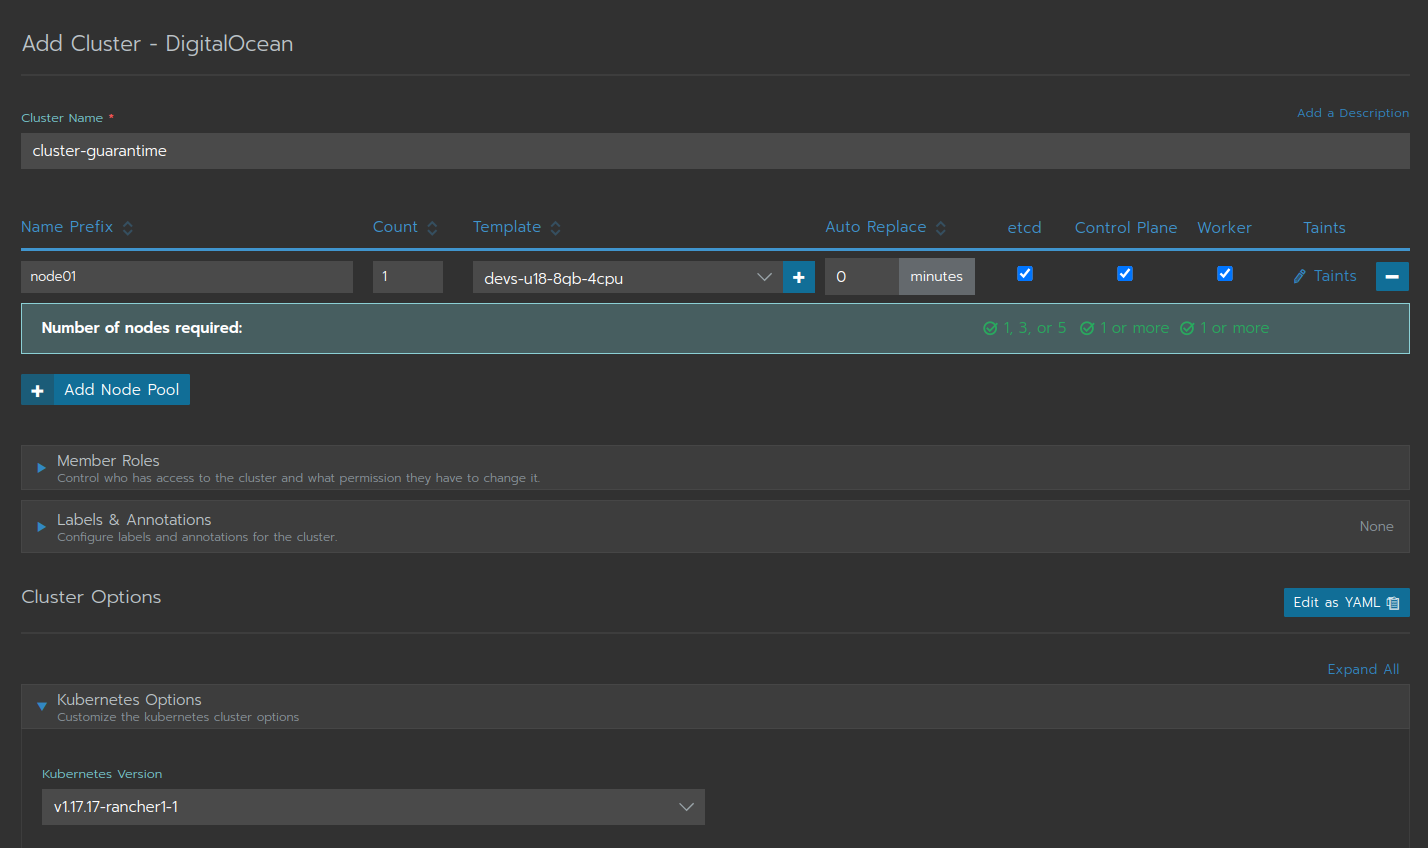 Add Cluster - DigitalOcean
Add a Description
Cluster Name *
cluster-guarantime
Name Prefix Count Template Auto Replace etcd Control Plane Worker Taints
node01 1 devs-u18-8gb-4cpu 0 minutes Taints
Number of nodes required: 1, 3, or 5 1 or more 1 or more
Add Node Pool
Member Roles
Control who has access to the cluster and what permission they have to change it.
Labels & Annotations
Configure labels and annotations for the cluster.
None
Cluster Options
Edit as YAML
Expand All
Kubernetes Options
Customize the kubernetes cluster options
Kubernetes Version
v1.17.17-rancher1-1